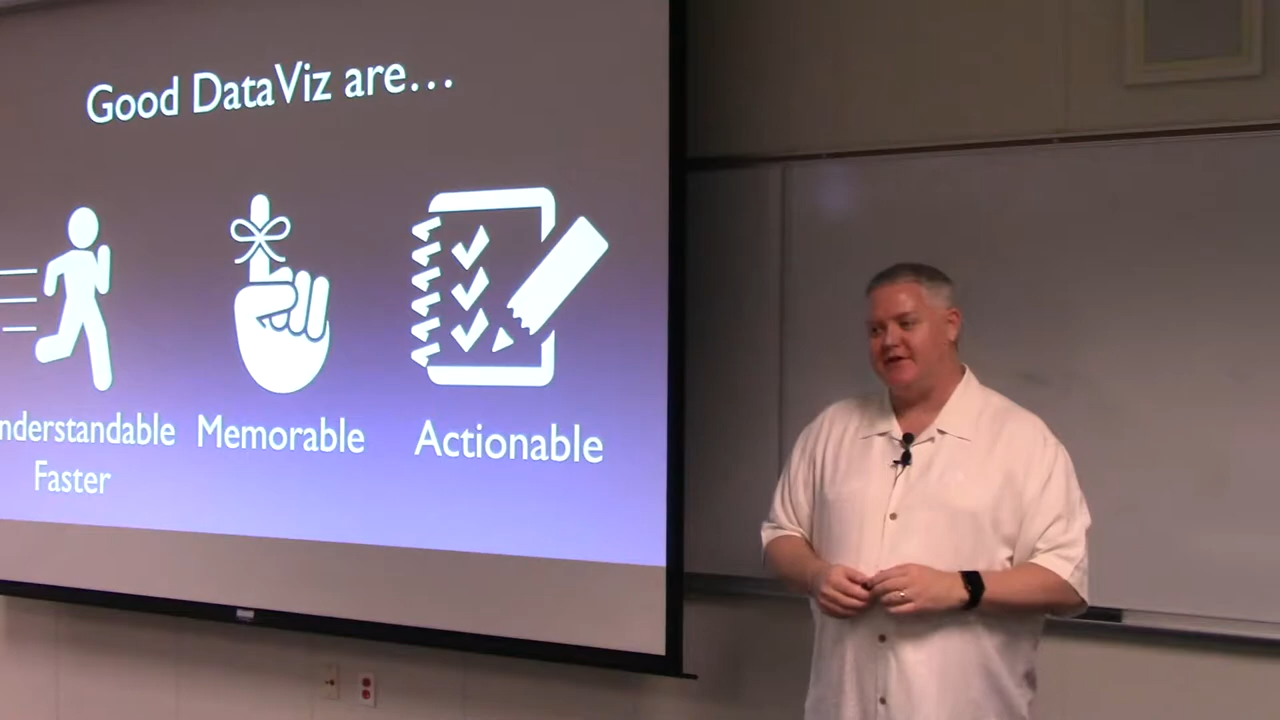 Good DataViz are…
nderstandable
Faster
Memorable
Actionable